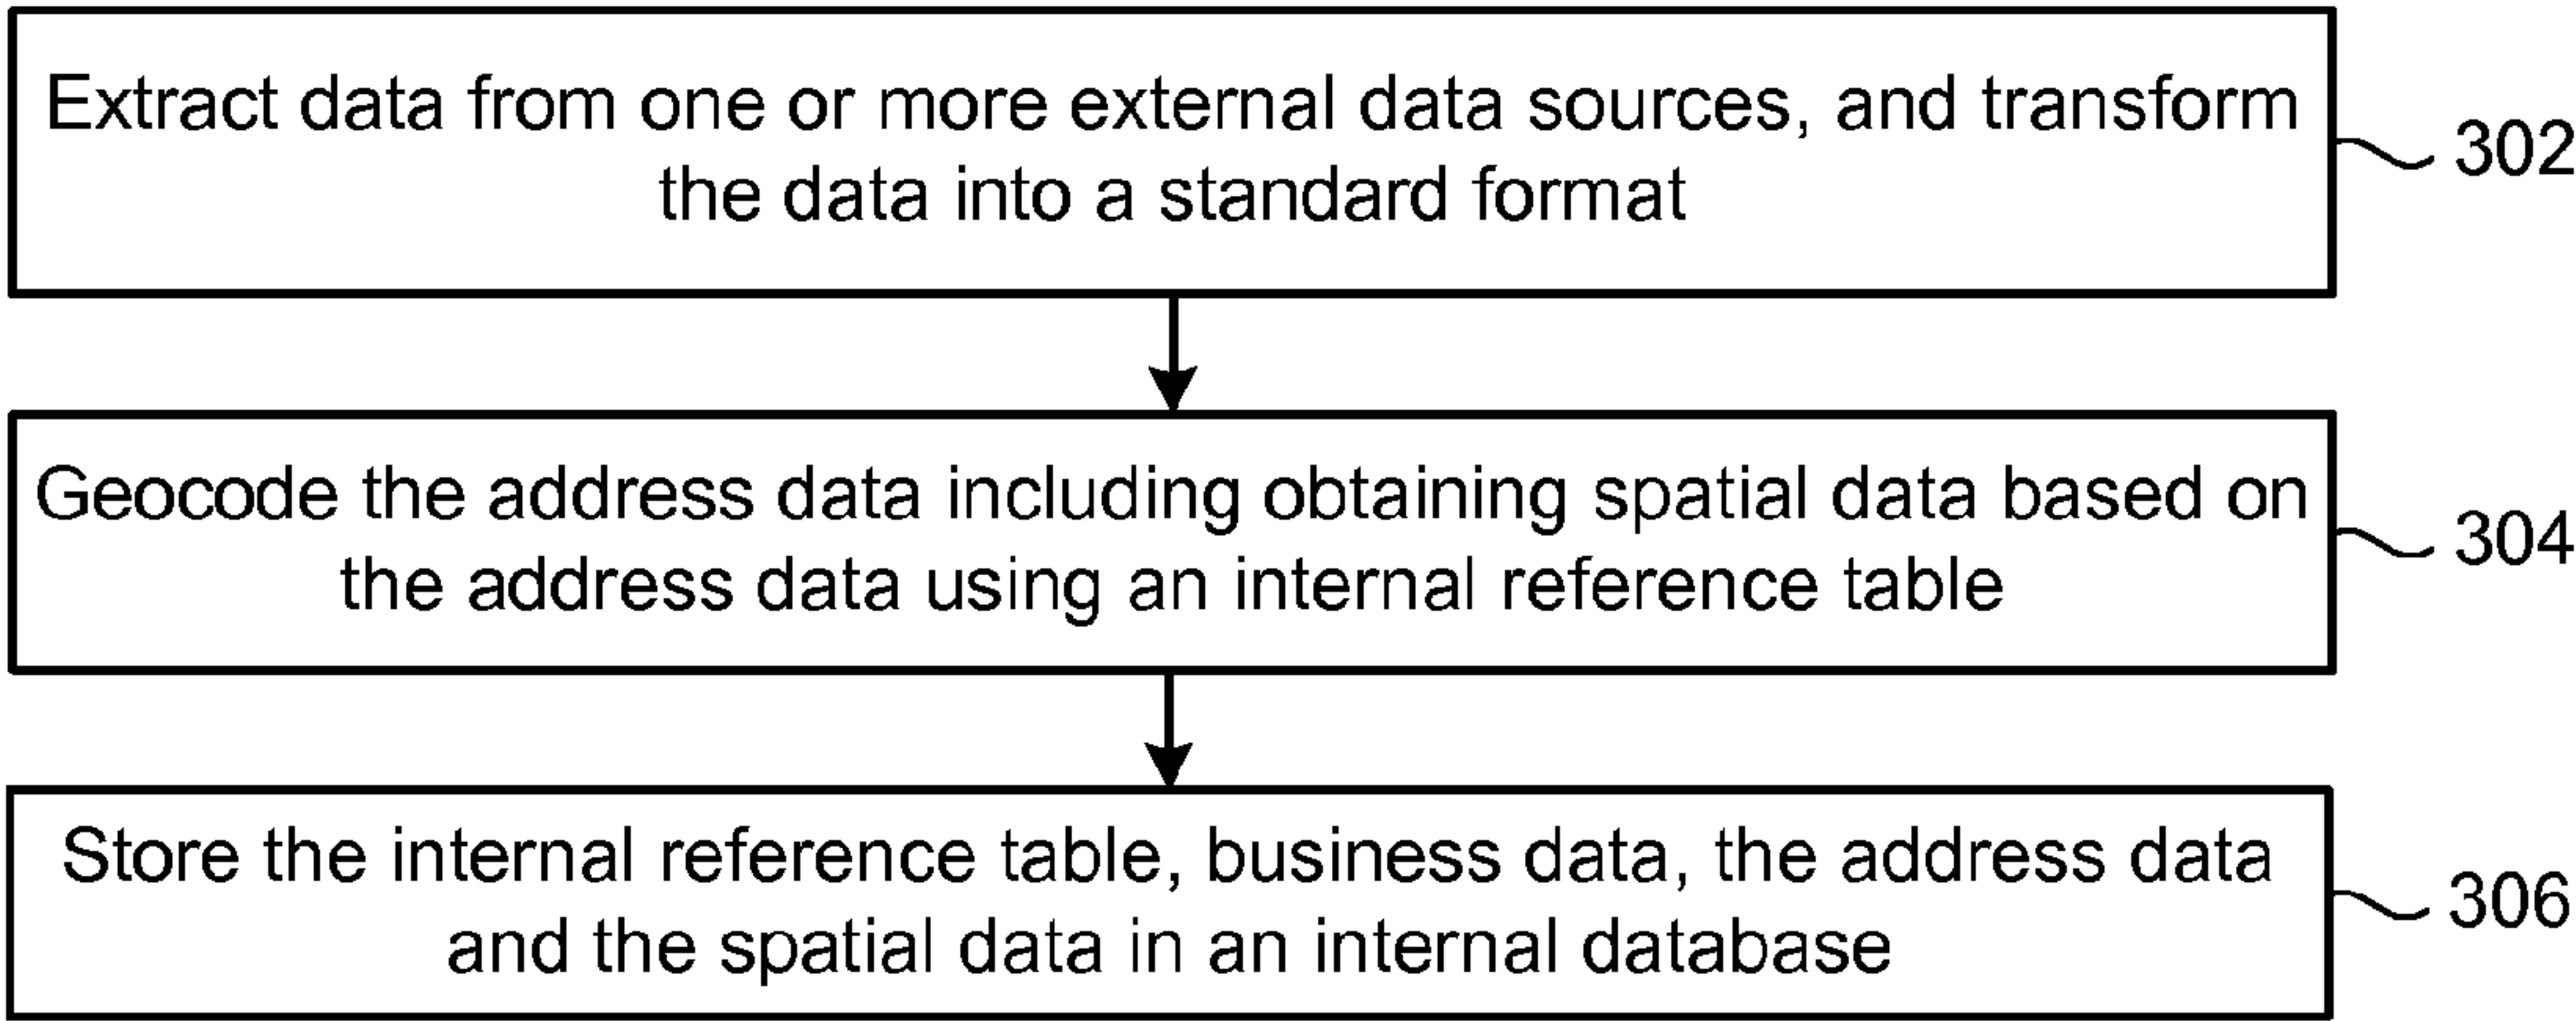 Extract data from one or more external data sources, and transform
the data into a standard format
302
Geocode the address data including obtaining spatial data based on
the address data using an internal reference table
304
Store the internal reference table, business data, the address data
and the spatial data in an internal database
306